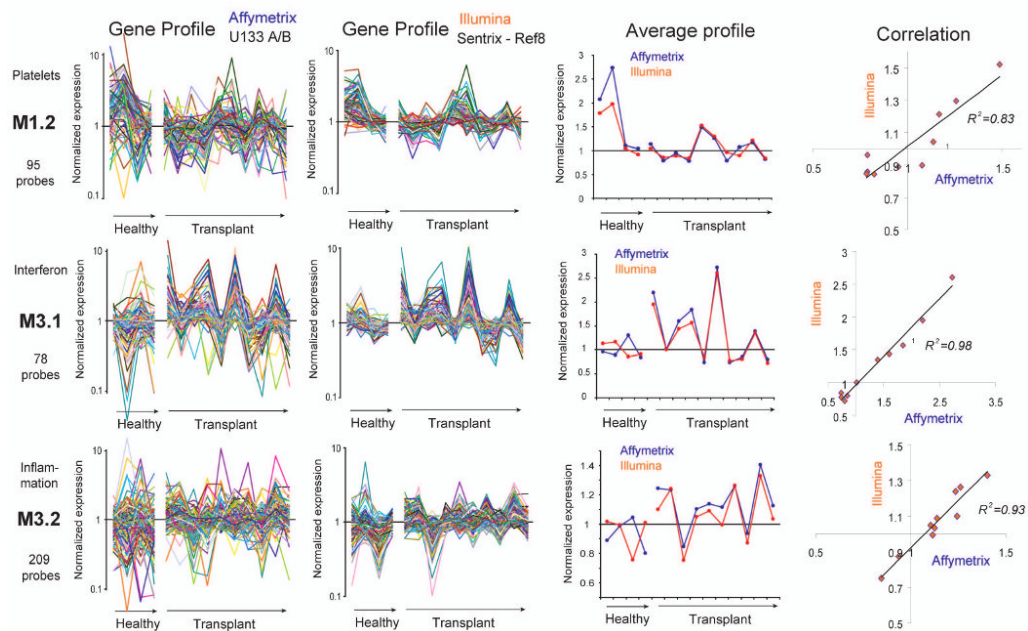 Gene Profile Affymetrix U133 A/B
Gene Profile Illumina Sentrix - Ref8
Average profile
Correlation
Platelets
M1.2
95
probes
Normalized expression
10
1
0.1
Healthy
Transplant
Normalized expression
10
1
0.1
Healthy
Transplant
Normalized expression
3
2.5
2
1.5
1
0.5
0
Affymetrix
Illumina
Healthy
Transplant
Illumina
1.5
1.3
1.1
0.9
0.7
0.5
0.5
1
1
1.5
R²=0.83
Affymetrix
Interferon
M3.1
78
probes
Normalized expression
10
1
0.1
Healthy
Transplant
Normalized expression
10
1
0.1
Healthy
Transplant
Normalized expression
3
2.5
2
1.5
1
0.5
0
Affymetrix
Illumina
Healthy
Transplant
Illumina
3
2.5
2
1.5
1
0.5
0.5
1.5
2.5
3.5
1
R²=0.98
Affymetrix
Inflam-
mation
M3.2
209
probes
Normalized expression
10
1
0.1
Healthy
Transplant
Normalized expression
10
1
0.1
Healthy
Transplant
Normalized expression
1.4
1.2
1
0.8
0.6
0.5
Affymetrix
Illumina
Healthy
Transplant
Illumina
1.5
1.3
1.1
0.9
0.7
0.5
0.5
1
1.5
R²=0.93
Affymetrix